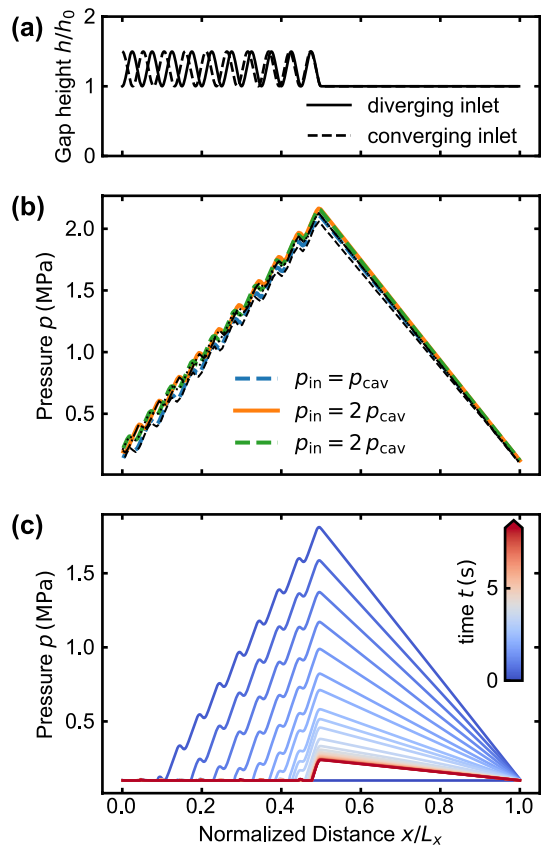 (a)
Gap height h/h₀
2
1
0
diverging inlet
converging inlet
(b)
Pressure p (MPa)
2.0
1.5
1.0
0.5
p_in = p_cav
p_in = 2 p_cav
p_in = 2 p_cav
(c)
Pressure p (MPa)
1.5
1.0
0.5
time t (s)
5
0
0.0 0.2 0.4 0.6 0.8 1.0
Normalized Distance x/Lₓ